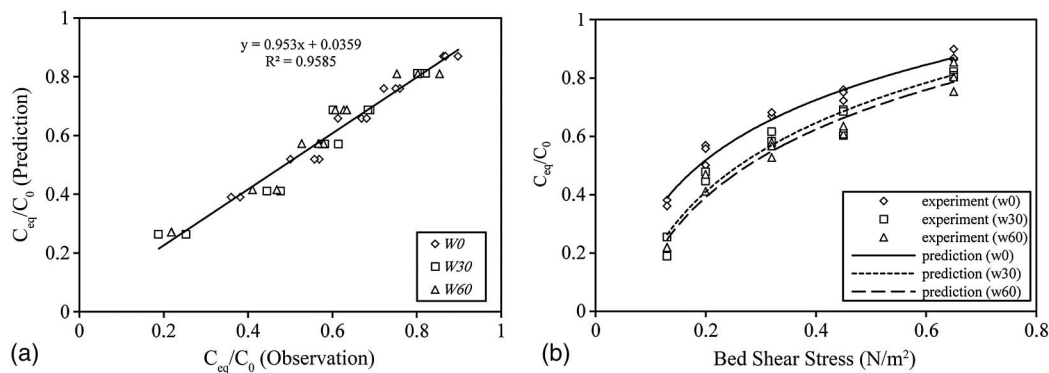 1
0.8
0.6
0.4
0.2
0
0
0.2
0.4
0.6
0.8
1
C_eq/C_0 (Prediction)
C_eq/C_0 (Observation)
y = 0.953x + 0.0359
R² = 0.9585
W0
W30
W60
(a)
1
0.8
0.6
0.4
0.2
0
0
0.2
0.4
0.6
0.8
C_eq/C_0
Bed Shear Stress (N/m²)
experiment (w0)
experiment (w30)
experiment (w60)
prediction (w0)
prediction (w30)
prediction (w60)
(b)